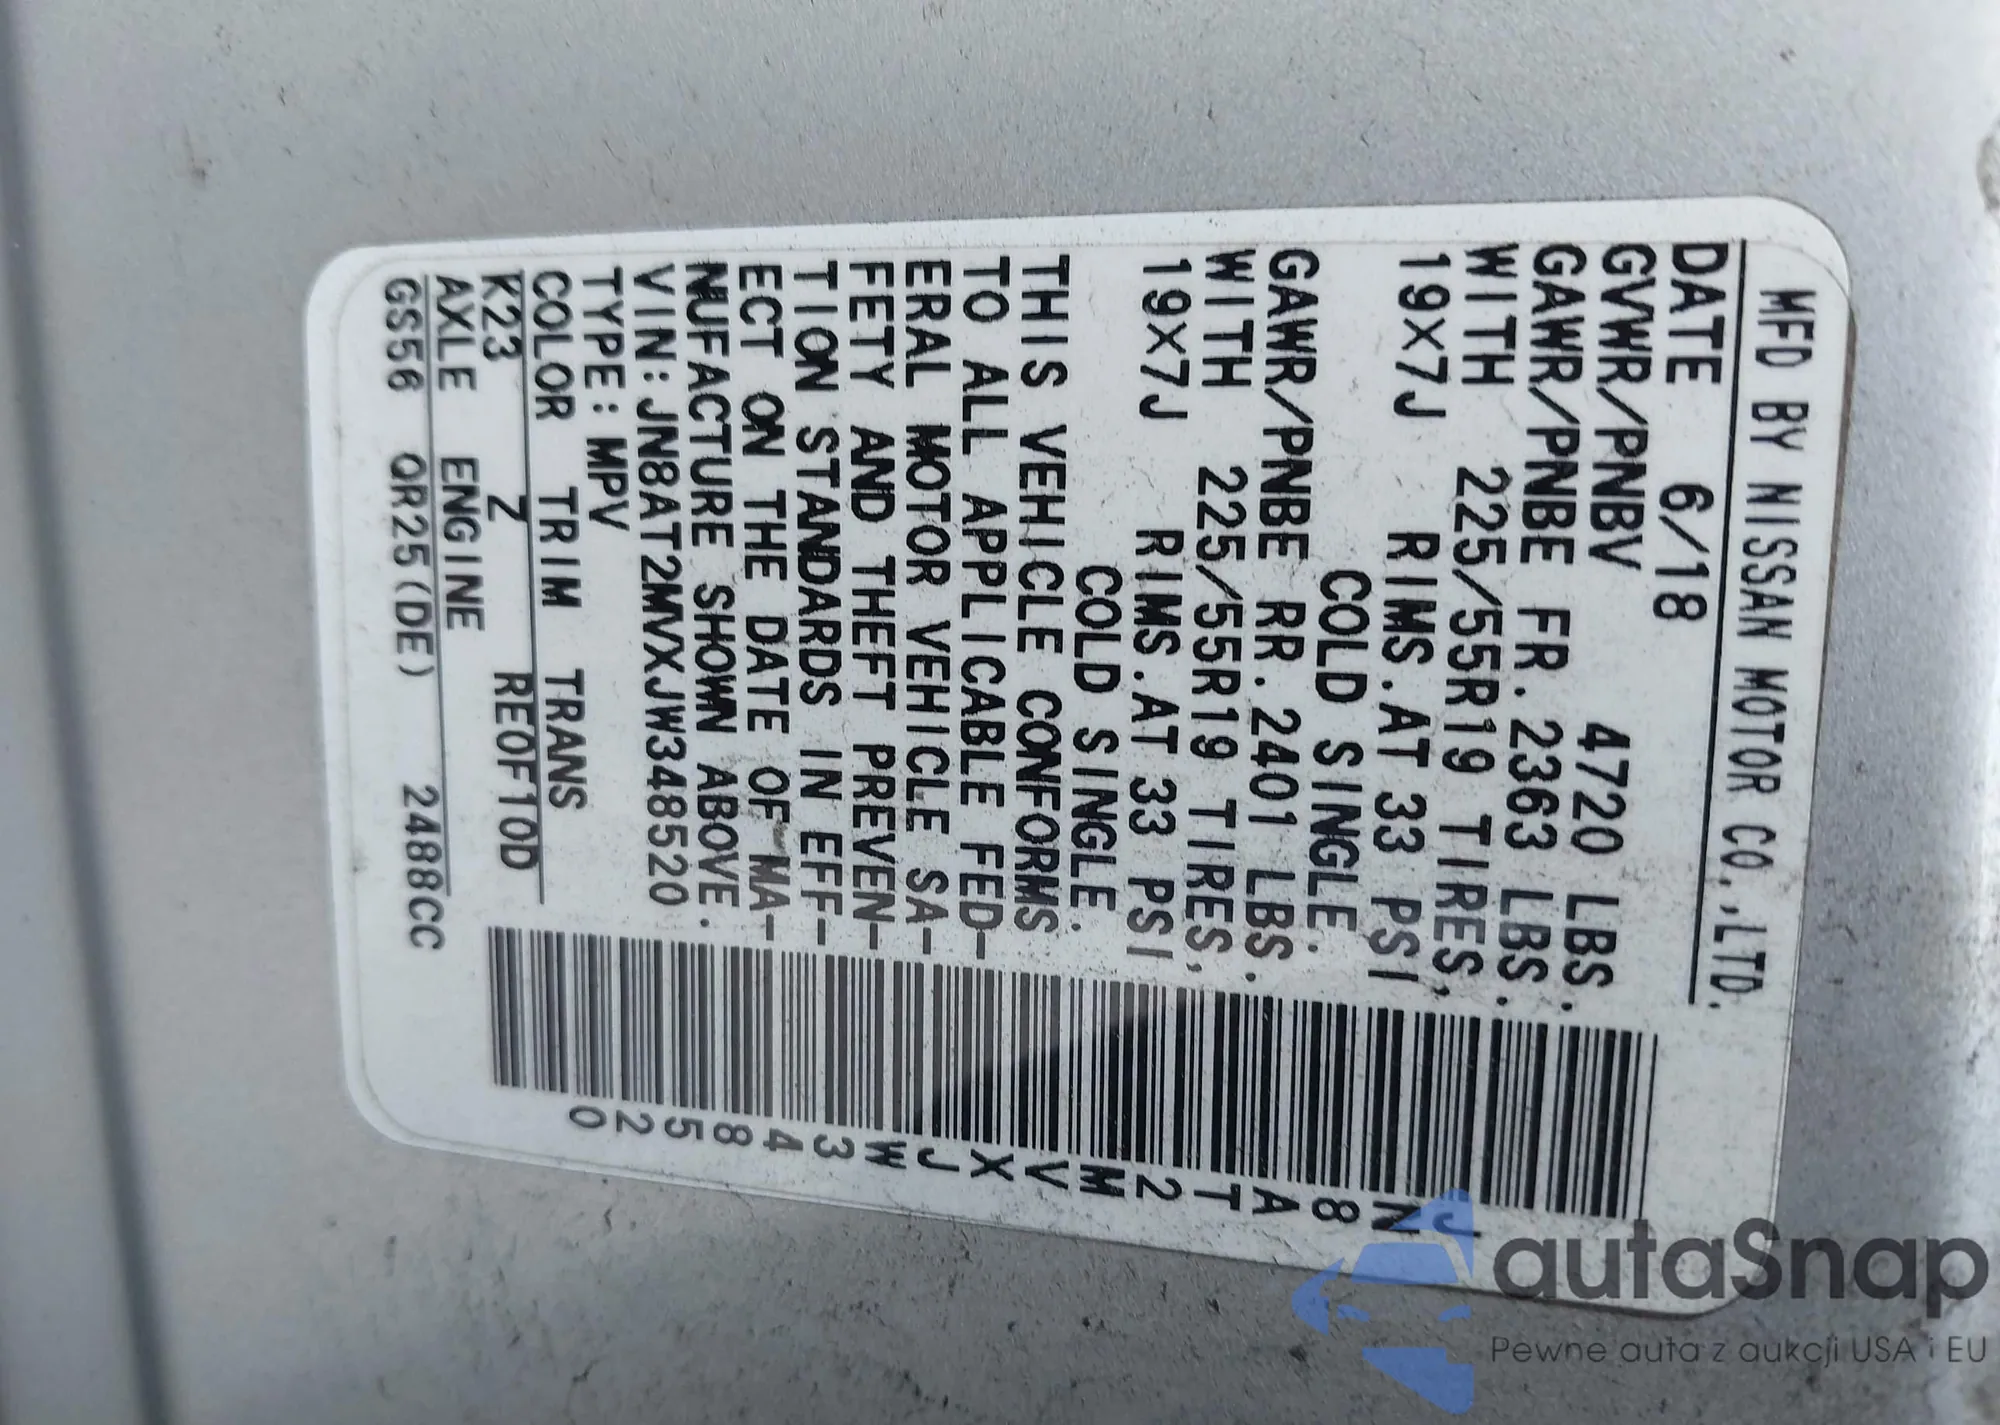 MFD BY NISSAN MOTOR CO.,LTD.
DATE 6/18
GVWR/PNBV 4720 LBS.
GAWR/PNBE FR. 2363 LBS.
WITH 225/55R19 TIRES,
19×7J RIMS.AT 33 PSI
COLD SINGLE.
GAWR/PNBE RR. 2401 LBS.
WITH 225/55R19 TIRES,
19×7J RIMS.AT 33 PSI
COLD SINGLE.
THIS VEHICLE CONFORMS
TO ALL APPLICABLE FED-
ERAL MOTOR VEHICLE SA-
FETY AND THEFT PREVEN-
TION STANDARDS IN EFF-
ECT ON THE DATE OF MA-
NUFACTURE SHOWN ABOVE.
VIN:JN8AT2MVXJW348520
TYPE:MPV
COLOR TRIM TRANS
K23 Z RE0F10D
AXLE ENGINE
GS56 QR25(DE) 2488CC
JN8AT2MVXJW348520
autaSnap
Pewne auta z aukcji USA i EU